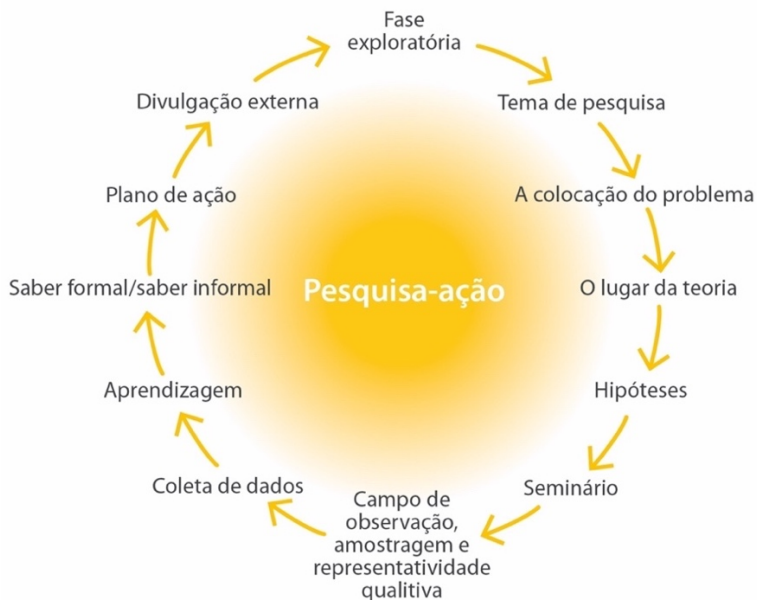 Fase
exploratória
Tema de pesquisa
A colocação do problema
O lugar da teoria
Hipóteses
Seminário
Campo de
observação,
amostragem e
representatividade
qualitiva
Coleta de dados
Aprendizagem
Saber formal/saber informal
Plano de ação
Divulgação externa
Pesquisa-ação